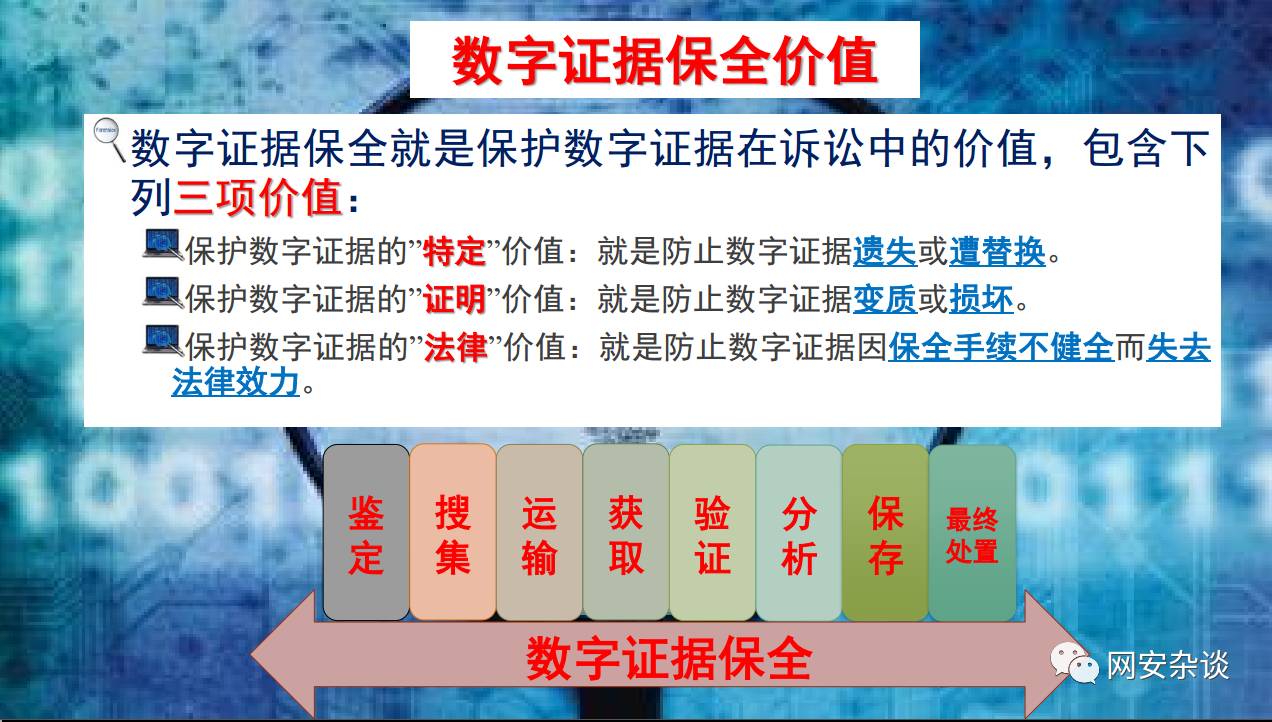 数字证据保全价值
数字证据保全就是保护数字证据在诉讼中的价值，包含下
列三项价值：
保护数字证据的”特定”价值：就是防止数字证据遗失或遭替换。
保护数字证据的”证明”价值：就是防止数字证据变质或损坏。
保护数字证据的”法律”价值：就是防止数字证据因保全手续不健全而失去
法律效力。
鉴定
搜集
运输
获取
验证
分析
保存
最终
处置
数字证据保全
网安杂谈